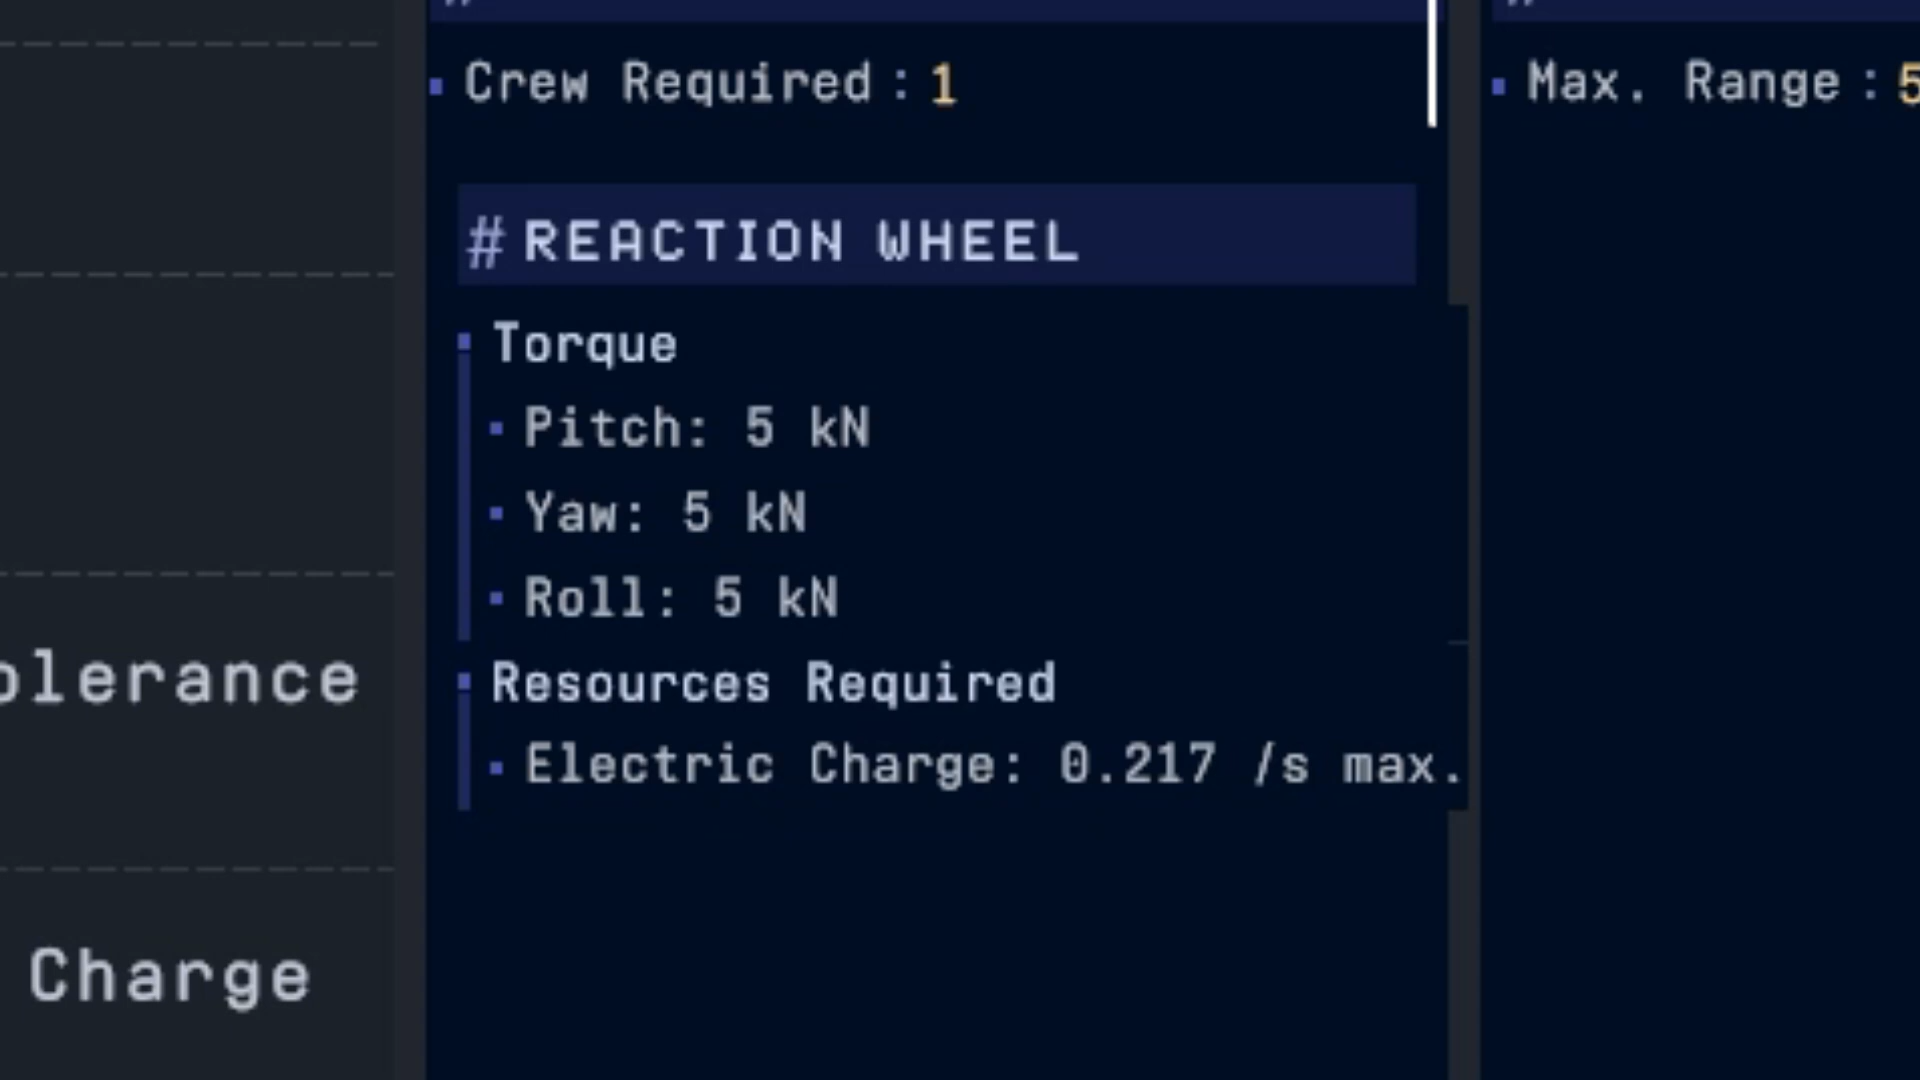 Crew Required : 1
# REACTION WHEEL
Torque
Pitch: 5 kN
Yaw: 5 kN
Roll: 5 kN
Resources Required
Electric Charge: 0.217 /s max.
Max. Range : 5
olerance
Charge